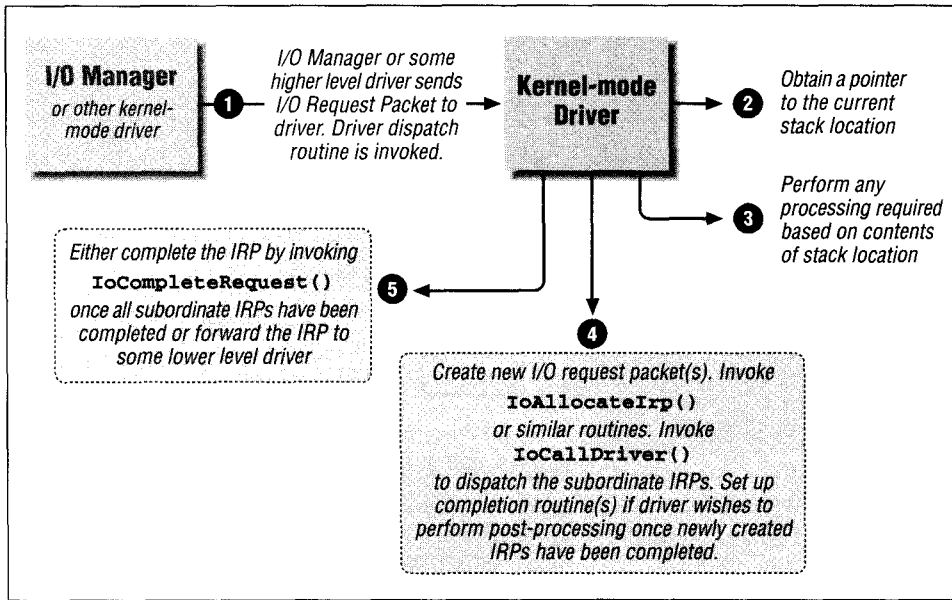 I/O Manager
or other kernel-
mode driver
1
I/O Manager or some
higher level driver sends
I/O Request Packet to
driver. Driver dispatch
routine is invoked.
Kernel-mode
Driver
2
Obtain a pointer
to the current
stack location
3
Perform any
processing required
based on contents
of stack location
Either complete the IRP by invoking
IoCompleteRequest()
once all subordinate IRPs have been
completed or forward the IRP to
some lower level driver
5
4
Create new I/O request packet(s). Invoke
IoAllocateIrp()
or similar routines. Invoke
IoCallDriver()
to dispatch the subordinate IRPs. Set up
completion routine(s) if driver wishes to
perform post-processing once newly created
IRPs have been completed.